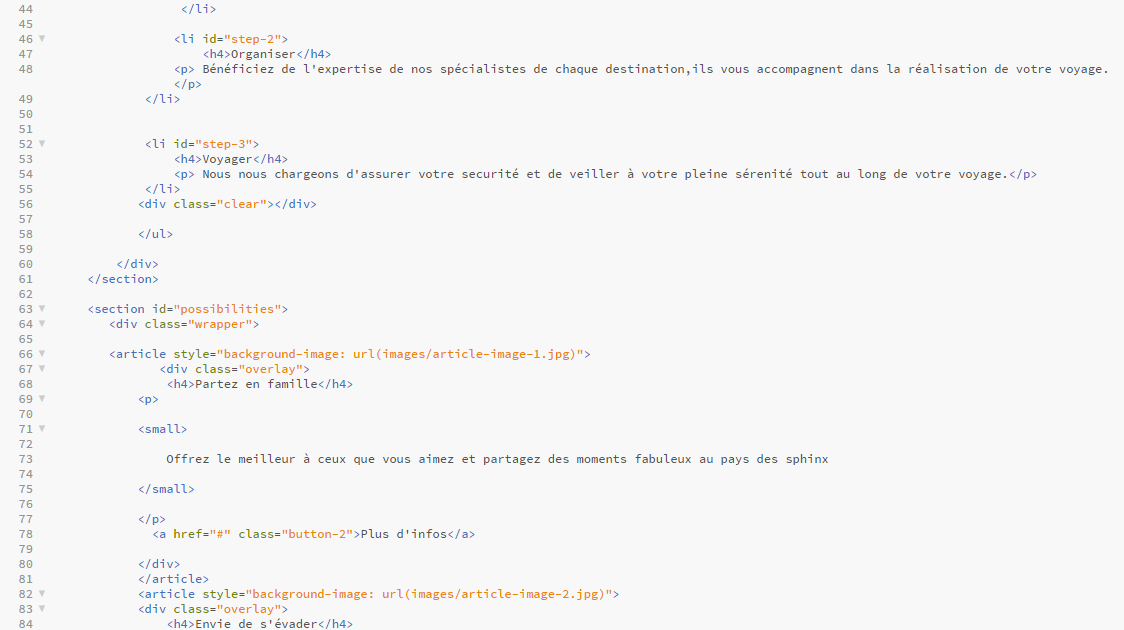 44 </li>
45
46 <li id="step-2">
47 <h4>Organiser</h4>
48 <p> Bénéficiez de l'expertise de nos spécialistes de chaque destination,ils vous accompagnent dans la réalisation de votre voyage.
</p>
49 </li>
50
51
52 <li id="step-3">
53 <h4>Voyager</h4>
54 <p> Nous nous chargeons d'assurer votre securité et de veiller à votre pleine sérenité tout au long de votre voyage.</p>
55 </li>
56 <div class="clear"></div>
57
58 </ul>
59
60 </div>
61 </section>
62
63 <section id="possibilities">
64 <div class="wrapper">
65
66 <article style="background-image: url(images/article-image-1.jpg)">
67 <div class="overlay">
68 <h4>Partez en famille</h4>
69 <p>
70
71 <small>
72
73 Offrez le meilleur à ceux que vous aimez et partagez des moments fabuleux au pays des sphinx
74
75 </small>
76
77 </p>
78 <a href="#" class="button-2">Plus d'infos</a>
79
80 </div>
81 </article>
82 <article style="background-image: url(images/article-image-2.jpg)">
83 <div class="overlay">
84 <h4>Envie de s'évader</h4>